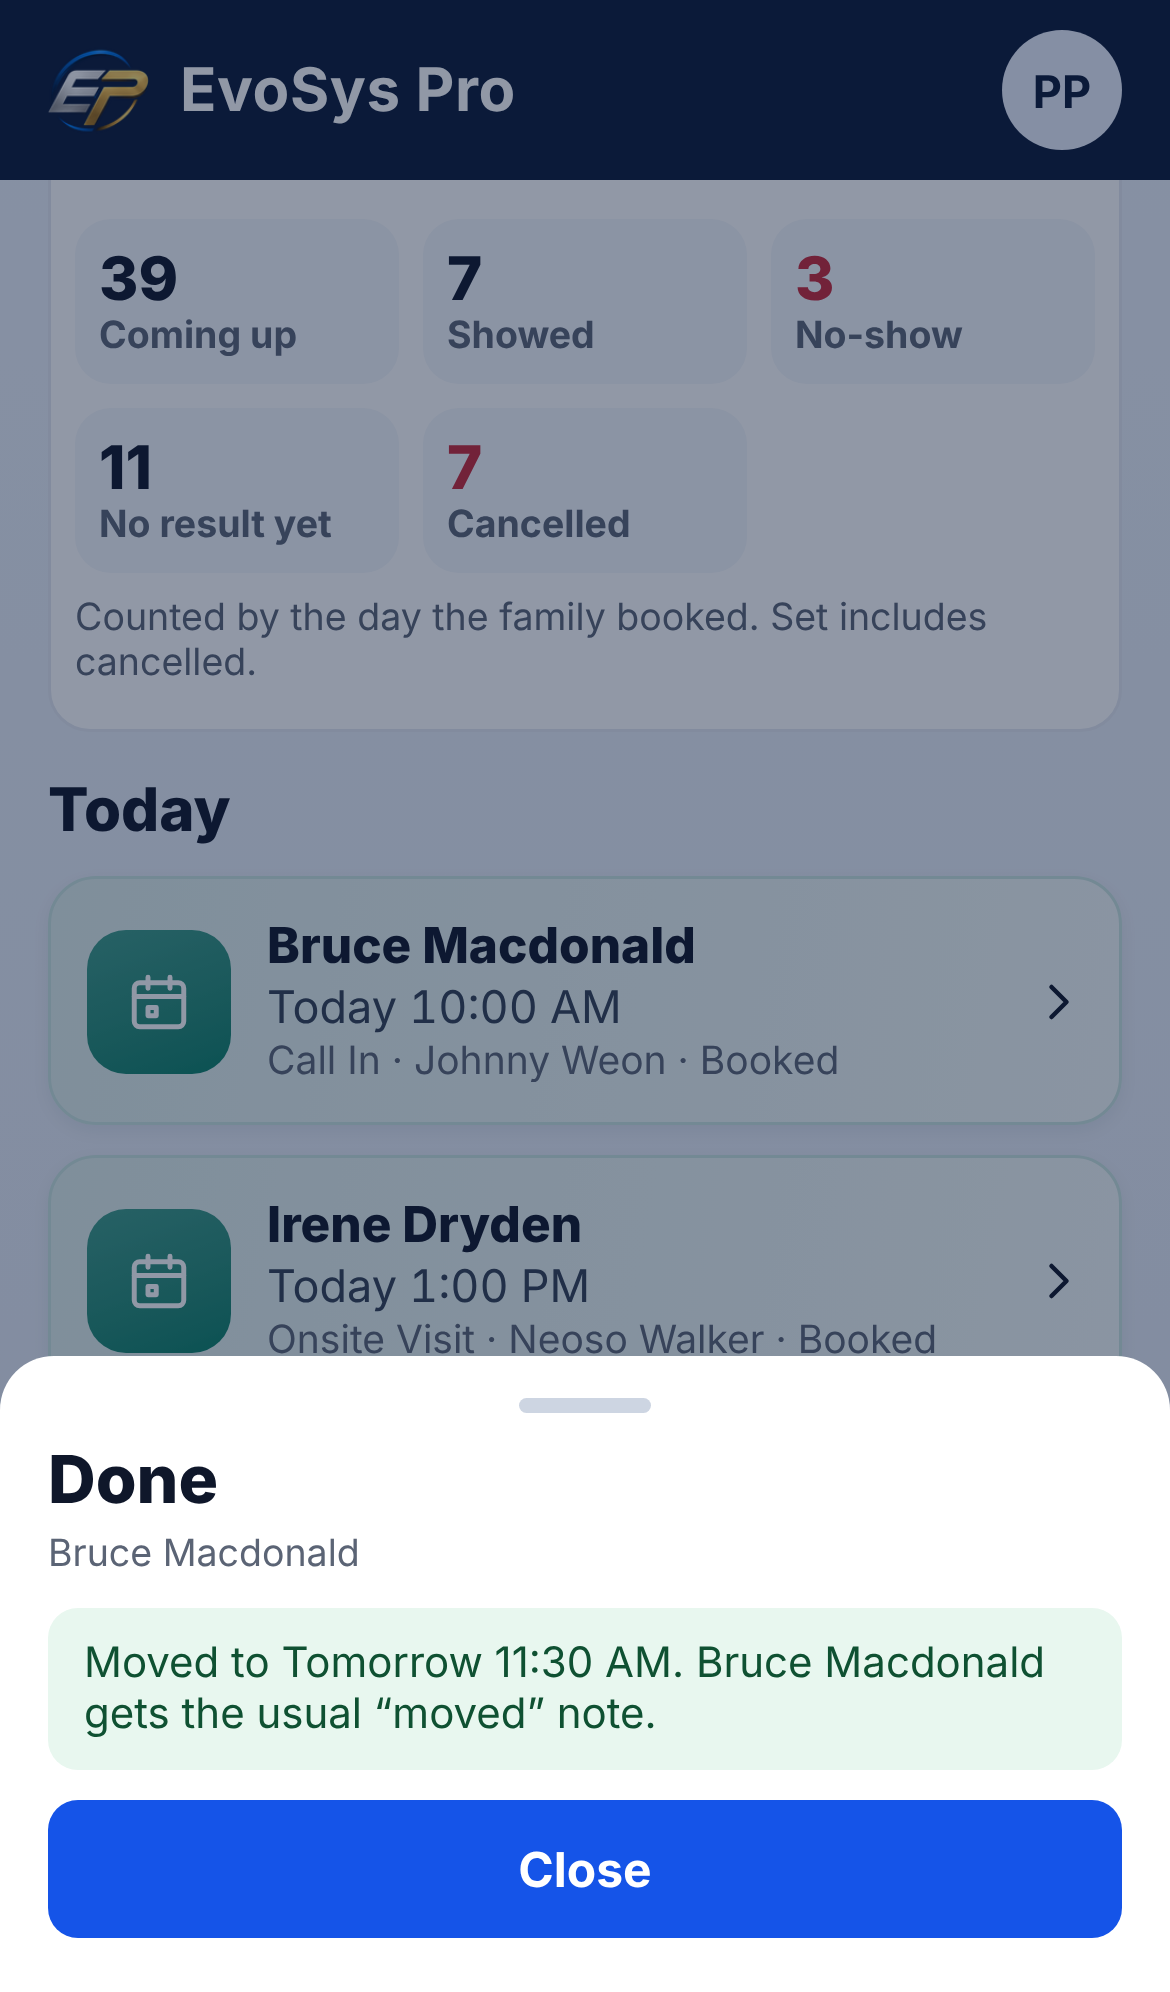 EP
EvoSys Pro
PP
39
Coming up
7
Showed
3
No-show
11
No result yet
7
Cancelled
Counted by the day the family booked. Set includes
cancelled.
Today
Bruce Macdonald
Today 10:00 AM
Call In · Johnny Weon · Booked
Irene Dryden
Today 1:00 PM
Onsite Visit · Neoso Walker · Booked
Done
Bruce Macdonald
Moved to Tomorrow 11:30 AM. Bruce Macdonald
gets the usual “moved” note.
Close